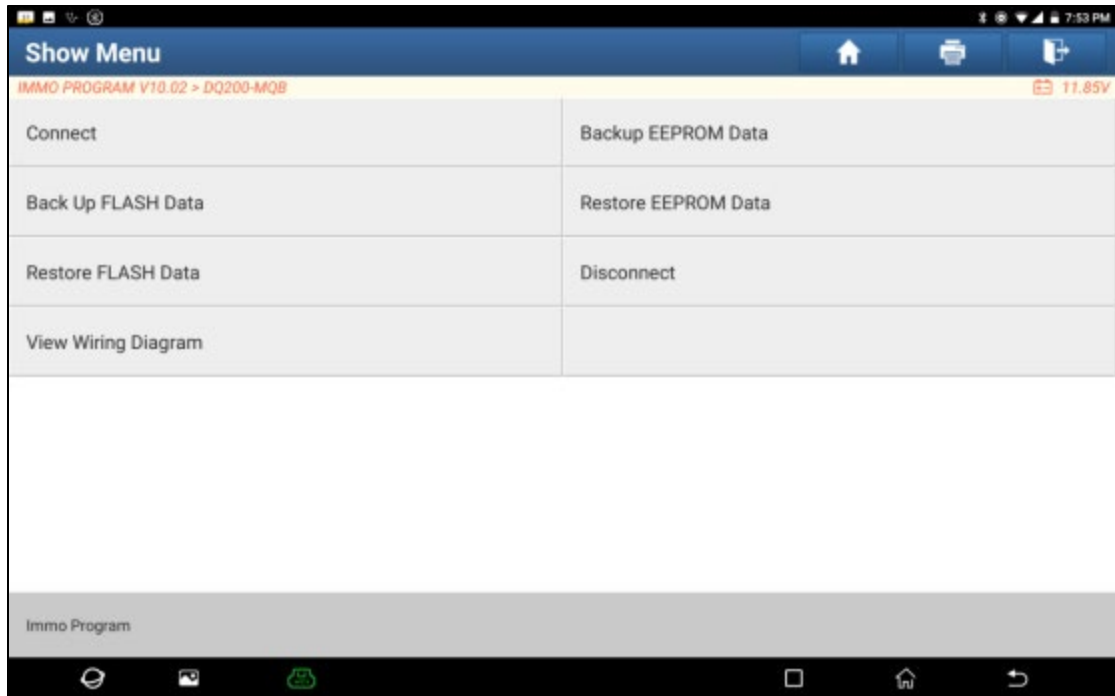 7:53 PM
Show Menu
IMMO PROGRAM V10.02 > DQ200-MQB
11.85V
Connect
Backup EEPROM Data
Back Up FLASH Data
Restore EEPROM Data
Restore FLASH Data
Disconnect
View Wiring Diagram
Immo Program